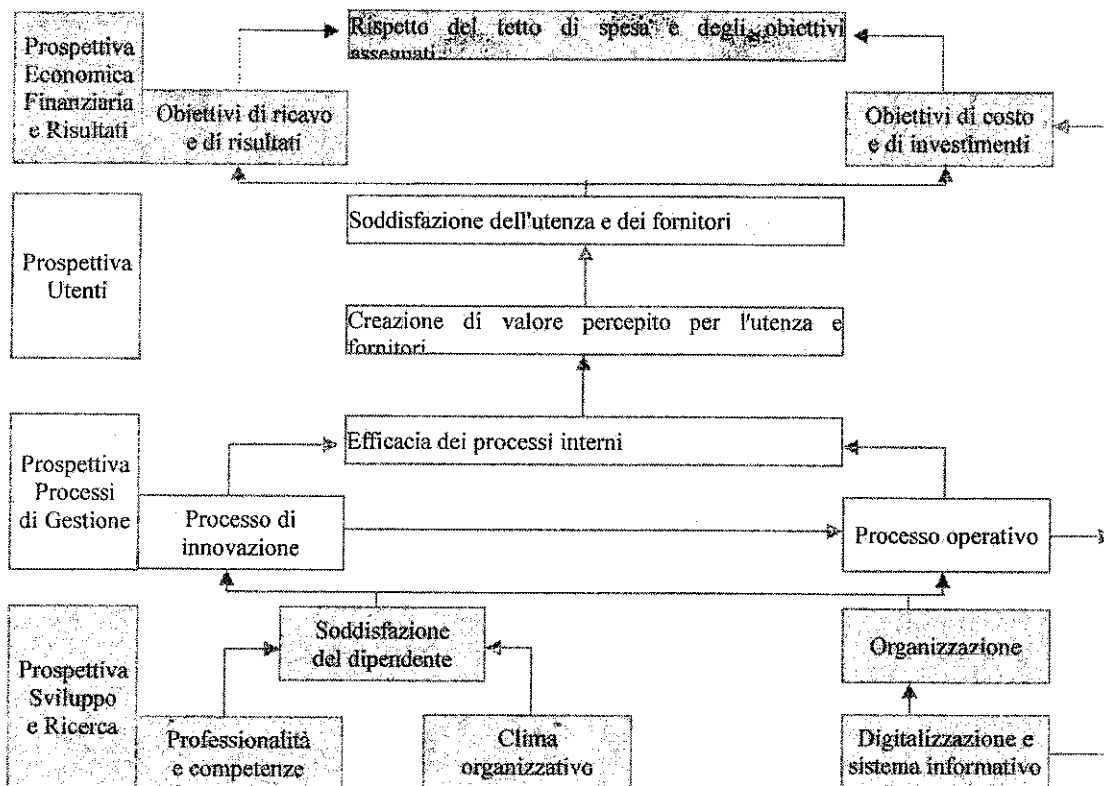 Prospettiva
Economica
Finanziaria
e Risultati
Rispetto del tetto di spesa e degli obiettivi
assegnati
Obiettivi di ricavo
e di risultati
Obiettivi di costo
e di investimenti
Prospettiva
Utenti
Soddisfazione dell'utenza e dei fornitori
Creazione di valore percepito per l'utenza e
fornitori
Prospettiva
Processi
di Gestione
Efficacia dei processi interni
Processo di
innovazione
Processo operativo
Prospettiva
Sviluppo
e Ricerca
Soddisfazione
del dipendente
Organizzazione
Professionalità
e competenze
Clima
organizzativo
Digitalizzazione e
sistema informativo